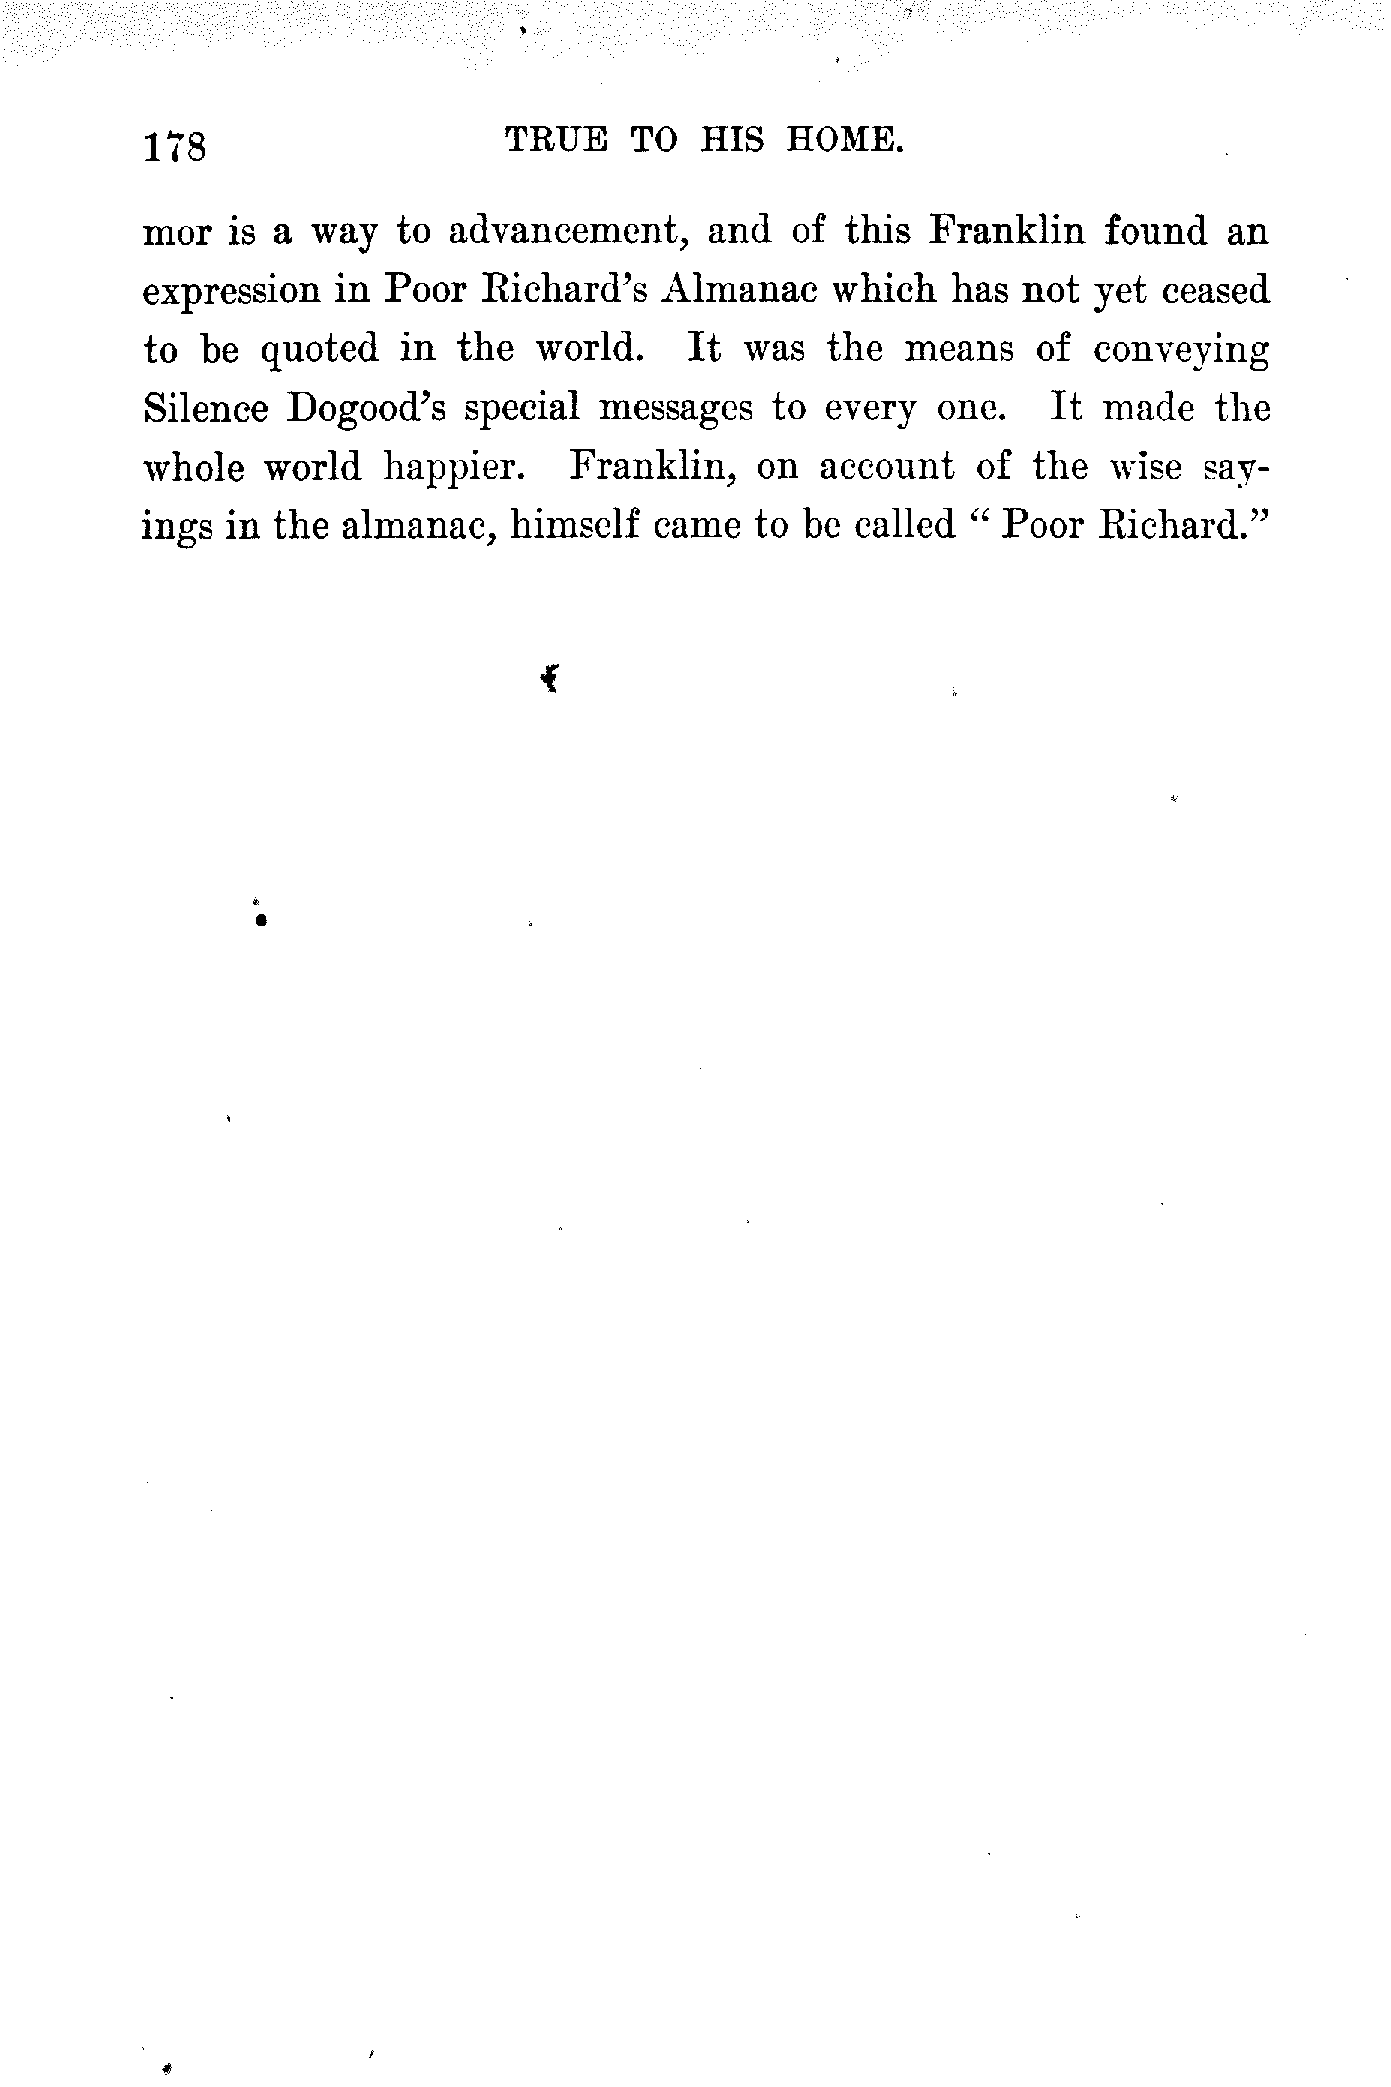 178 TRUE TO HIS HOME.
mor is a way to advancement, and of this Franklin found an
expression in Poor Richard's Almanac which has not yet ceased
to be quoted in the world. It was the means of conveying
Silence Dogood's special messages to every one. It made the
whole world happier. Franklin, on account of the wise say-
ings in the almanac, himself came to be called “ Poor Richard.”